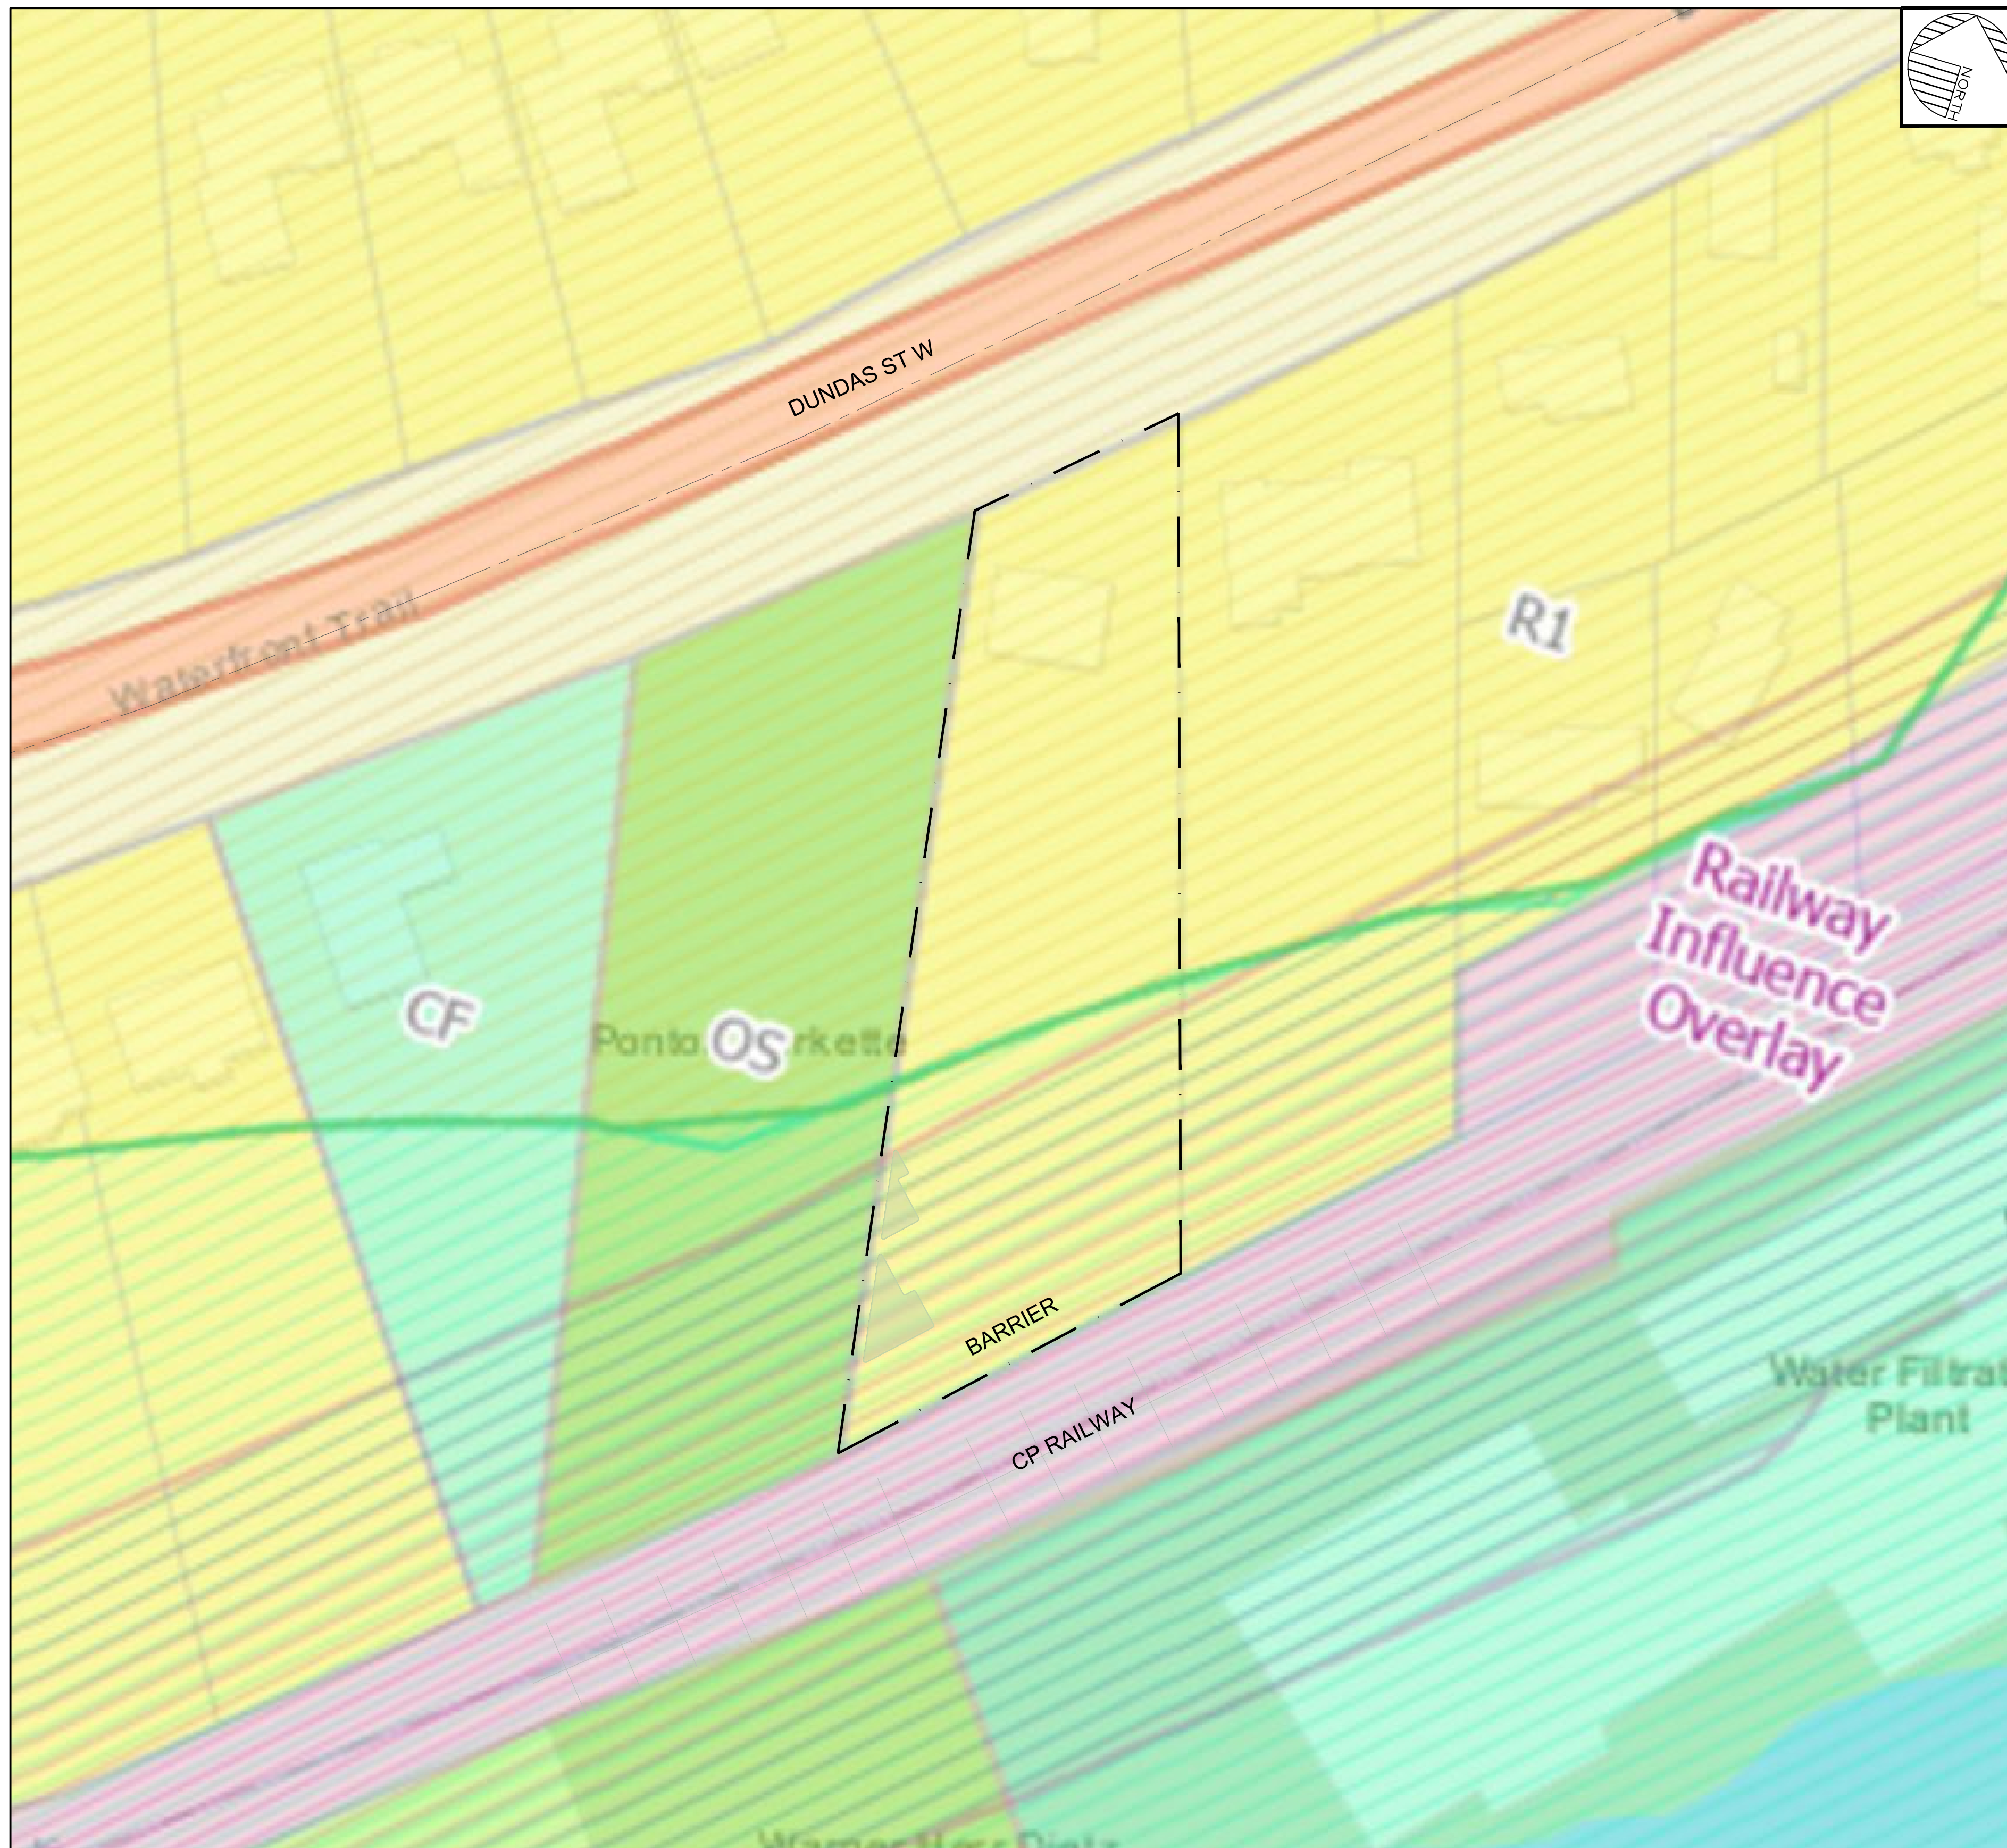 NORTH
DUNDAS ST W
Waterfront Trail
R1
CF
OS
Railway
Influence
Overlay
BARRIER
CP RAILWAY
Water Filtrat
Plant